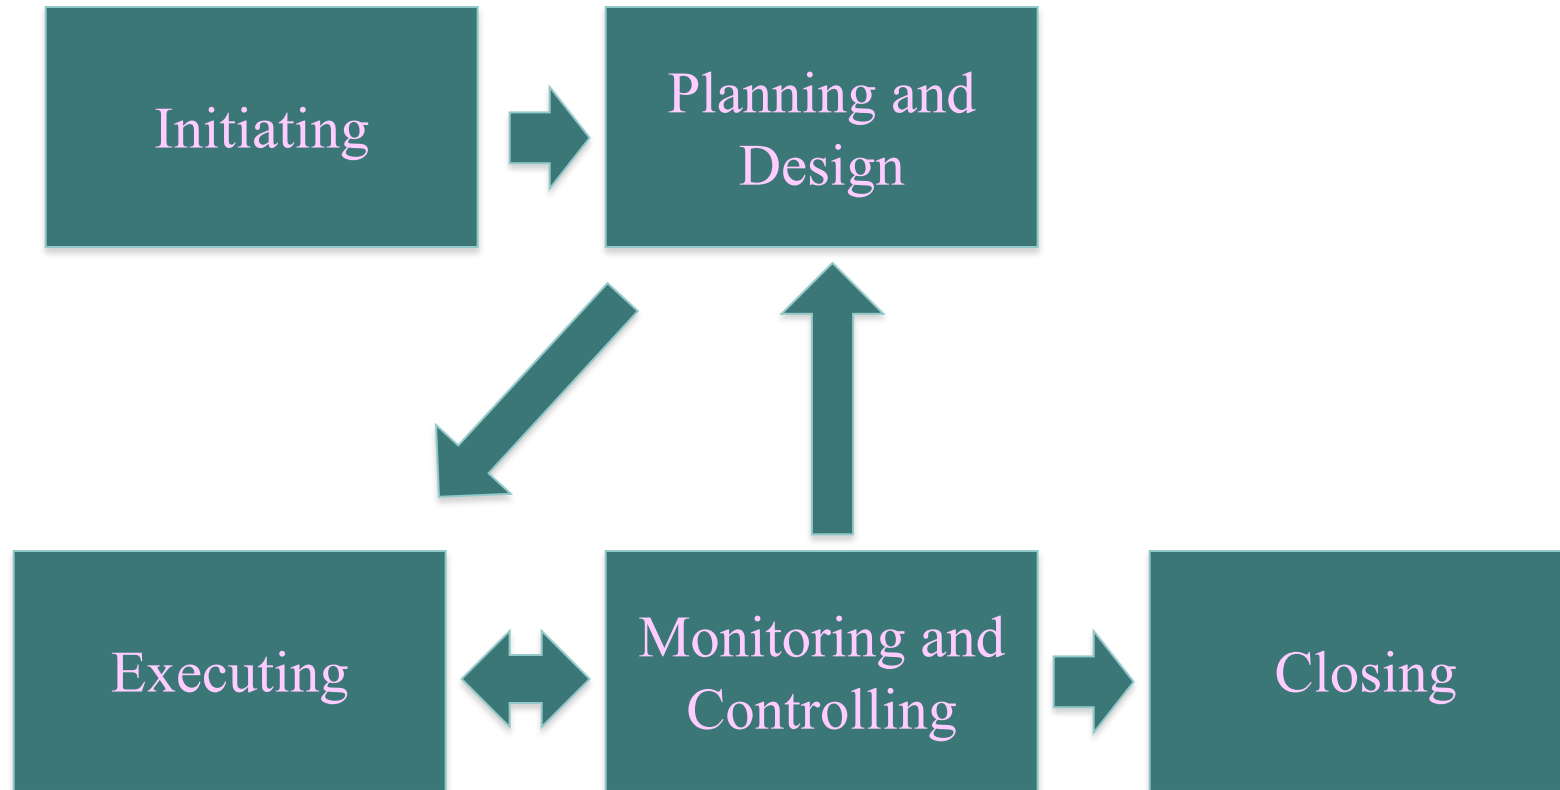 Initiating
Planning and
Design
Executing
Monitoring and
Controlling
Closing